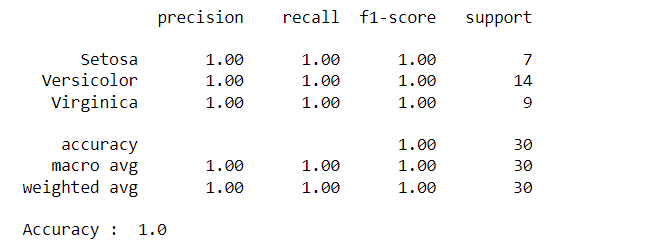 precision recall f1-score support
Setosa 1.00 1.00 1.00 7
Versicolor 1.00 1.00 1.00 14
Virginica 1.00 1.00 1.00 9
accuracy 1.00 30
macro avg 1.00 1.00 1.00 30
weighted avg 1.00 1.00 1.00 30
Accuracy : 1.0